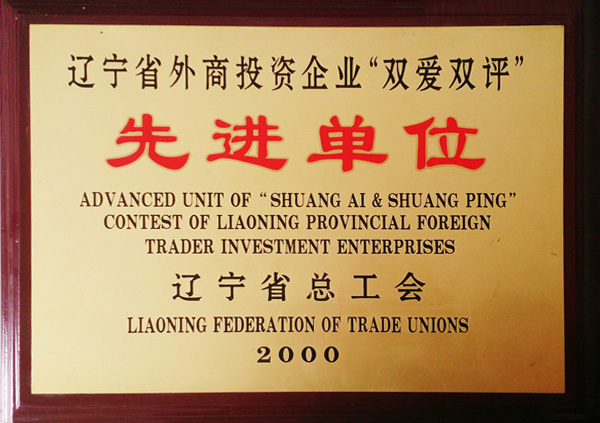 辽宁省外商投资企业“双爱双评”
先进单位
ADVANCED UNIT OF “SHUANG AI & SHUANG PING”
CONTEST OF LIAONING PROVINCIAL FOREIGN
TRADER INVESTMENT ENTERPRISES
辽宁省总工会
LIAONING FEDERATION OF TRADE UNIONS
2000